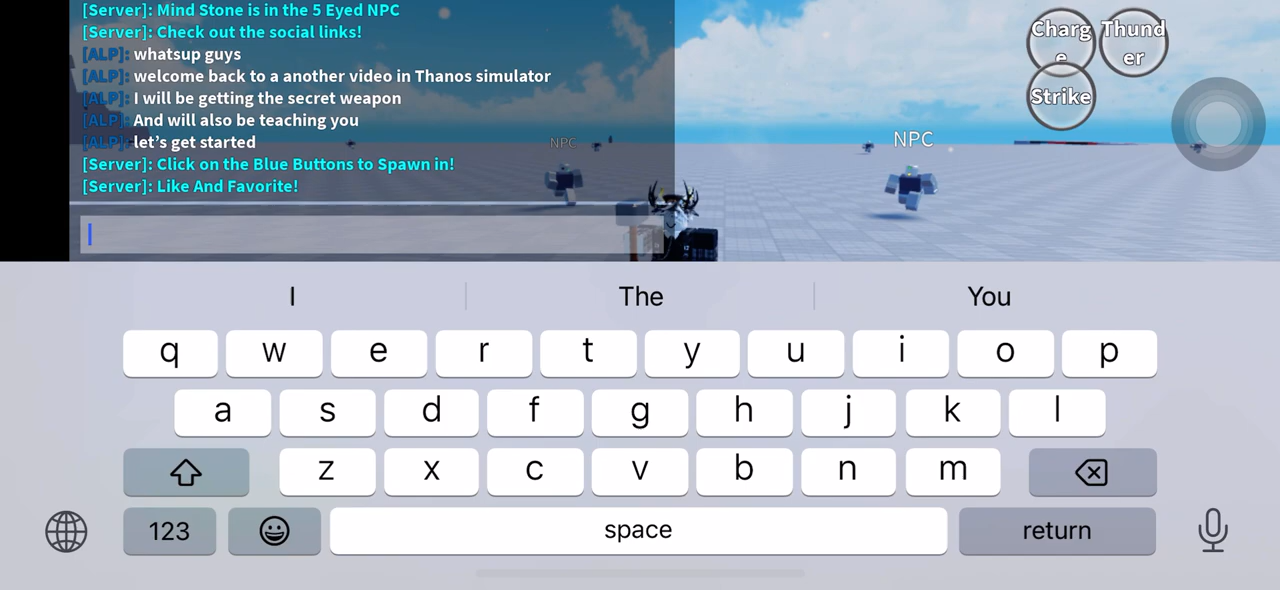 [Server]: Mind Stone is in the 5 Eyed NPC
[Server]: Check out the social links!
[ALP]: whatsup guys
[ALP]: welcome back to a another video in Thanos simulator
[ALP]: I will be getting the secret weapon
[ALP]: And will also be teaching you
[ALP]: let’s get started
[Server]: Click on the Blue Buttons to Spawn in!
[Server]: Like And Favorite!
NPC
NPC
Charg
e
Thund
er
Strike
I The You
q w e r t y u i o p
a s d f g h j k l
z x c v b n m
123 space return